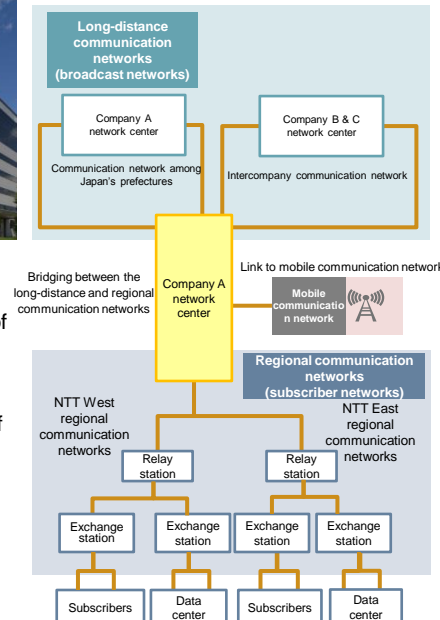 Long-distance
communication
networks
(broadcast networks)
Company A
network center
Company B & C
network center
Communication network among
Japan's prefectures
Intercompany communication network
Bridging between the
long-distance and regional
communication networks
Company A
network
center
Link to mobile communication network
Mobile
communicatio
n network
of
f
Regional communication
networks
(subscriber networks)
NTT West
regional
communication
networks
NTT East
regional
communication
networks
Relay
station
Relay
station
Exchange
station
Exchange
station
Exchange
station
Exchange
station
Subscribers
Data
center
Subscribers
Data
center